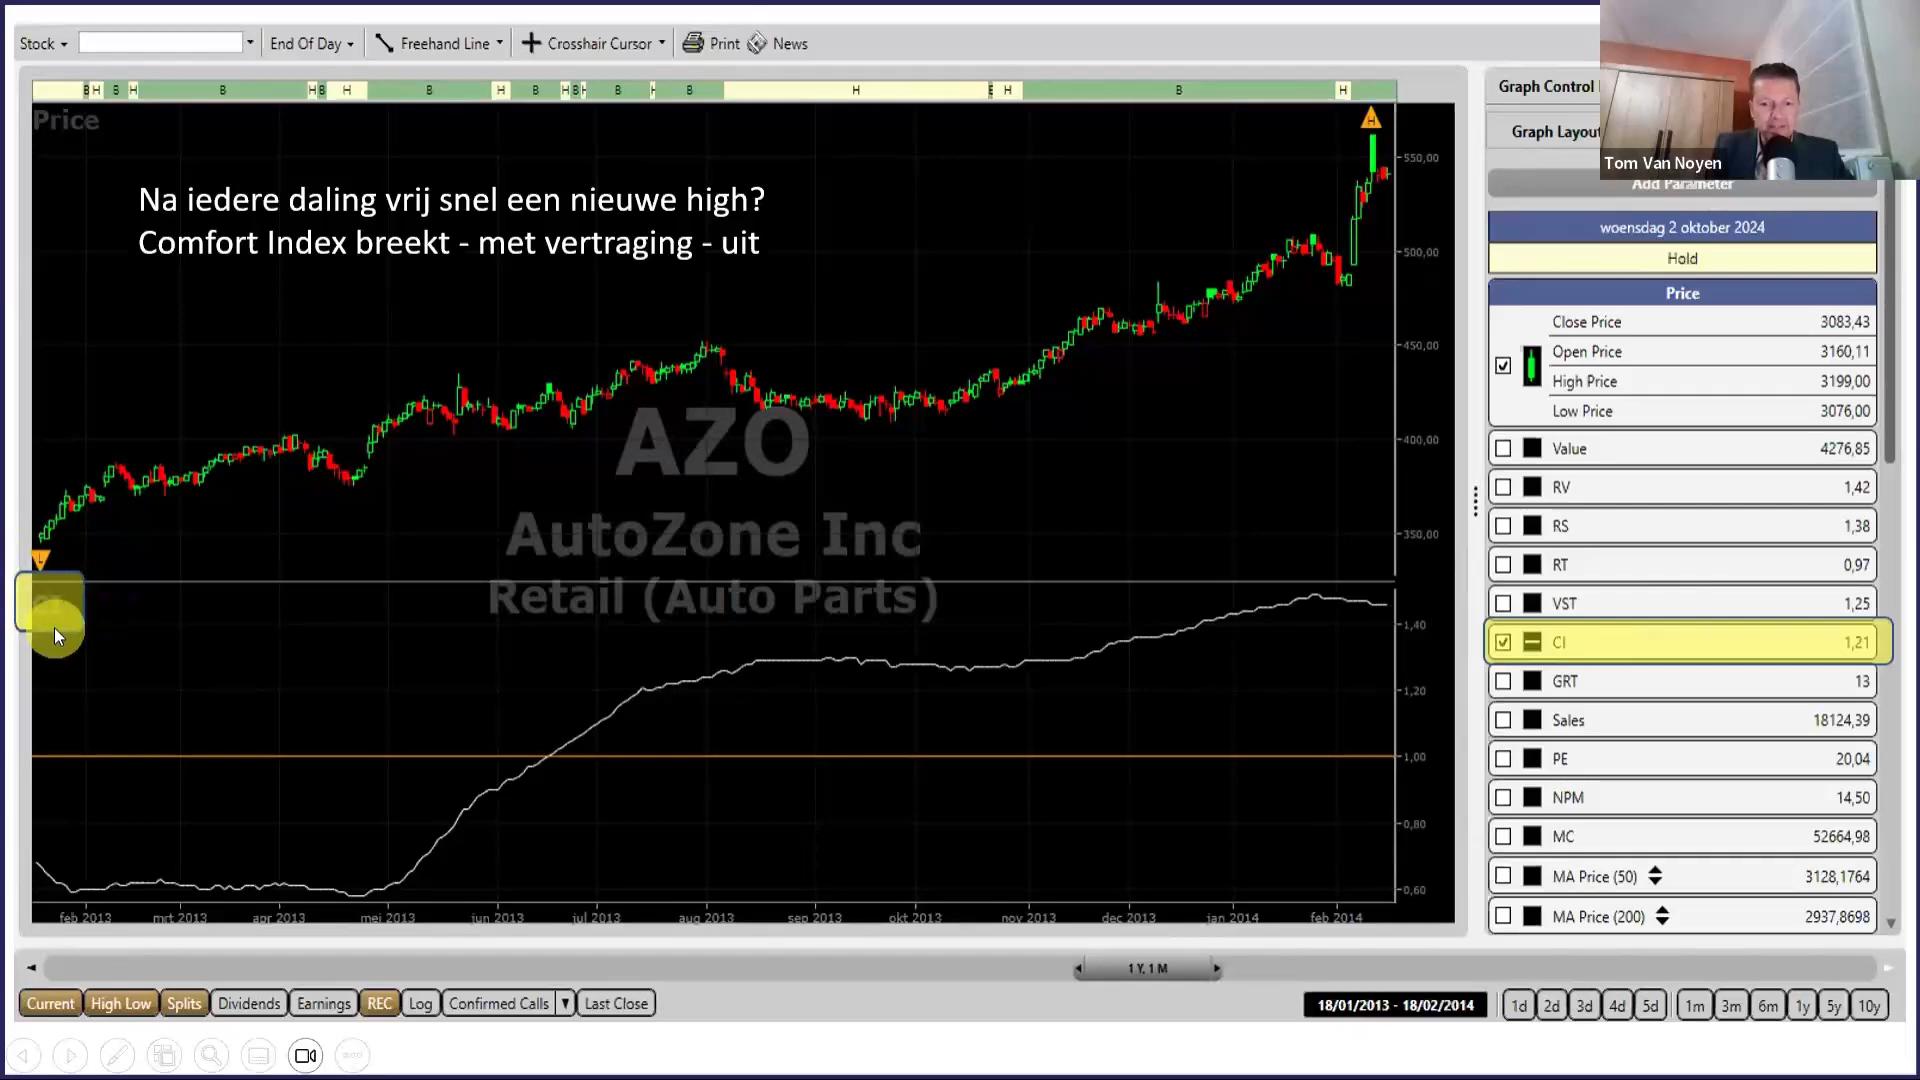 Stock
End Of Day
Freehand Line
Crosshair Cursor
Print
News
B H B H B H B H B H B H B H B H B H E H B H
Price
H
Na iedere daling vrij snel een nieuwe high?
Comfort Index breekt - met vertraging - uit
550,00
500,00
450,00
400,00
350,00
AZO
AutoZone Inc
Retail (Auto Parts)
L
1,40
1,20
1,00
0,80
0,60
feb 2013 mrt 2013 apr 2013 mei 2013 jun 2013 jul 2013 aug 2013 sep 2013 okt 2013 nov 2013 dec 2013 jan 2014 feb 2014
1 Y, 1 M
Current High Low Splits Dividends Earnings REC Log Confirmed Calls Last Close
18/01/2013 - 18/02/2014
1d 2d 3d 4d 5d 1m 3m 6m 1y 5y 10y
Graph Control
Graph Layout
Tom Van Noyen
Add Parameter
woensdag 2 oktober 2024
Hold
Price
Close Price 3083,43
Open Price 3160,11
High Price 3199,00
Low Price 3076,00
Value 4276,85
RV 1,42
RS 1,38
RT 0,97
VST 1,25
CI 1,21
GRT 13
Sales 18124,39
PE 20,04
NPM 14,50
MC 52664,98
MA Price (50) 3128,1764
MA Price (200) 2937,8698